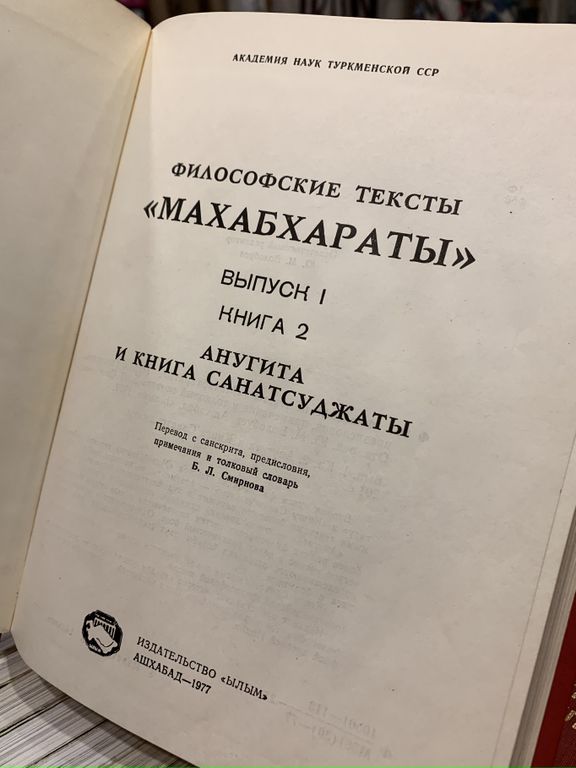 АКАДЕМИЯ НАУК ТУРКМЕНСКОЙ ССР
ФИЛОСОФСКИЕ ТЕКСТЫ
«МАХАБХАРАТЫ»
ВЫПУСК I
КНИГА 2
АНУГИТА
И КНИГА САНАТСУДЖАТЫ
Перевод с санскрита, предисловия,
примечания и толковый словарь
Б. Л. Смирнова
ИЗДАТЕЛЬСТВО «ЫЛЫМ»
АШХАБАД—1977